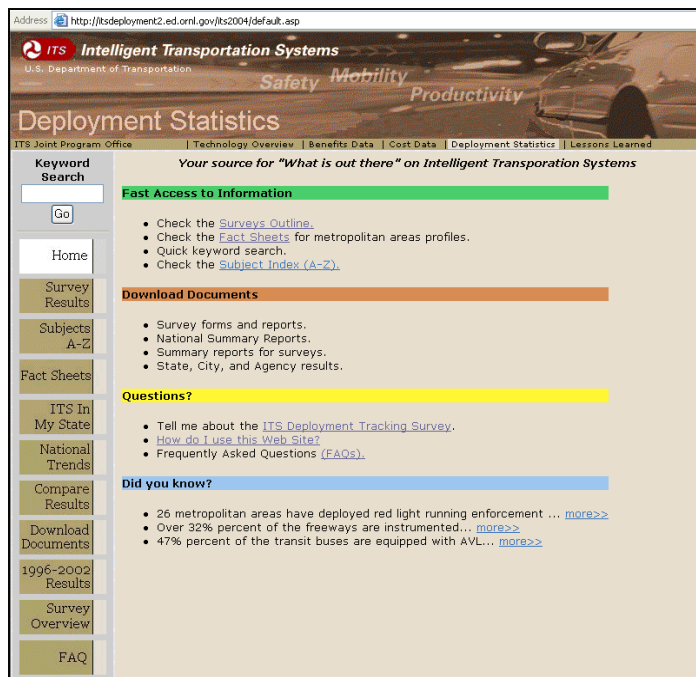 Address http://itsdeployment2.ed.ornl.gov/its2004/default.asp
ITS Intelligent Transportation Systems
U.S. Department of Transportation
Safety Mobility Productivity
Deployment Statistics
ITS Joint Program Office | Technology Overview | Benefits Data | Cost Data | Deployment Statistics | Lessons Learned
Keyword
Search
Go
Home
Survey
Results
Subjects
A-Z
Fact Sheets
ITS In
My State
National
Trends
Compare
Results
Download
Documents
1996-2002
Results
Survey
Overview
FAQ
Your source for "What is out there" on Intelligent Transporation Systems
Fast Access to Information
• Check the Surveys Outline.
• Check the Fact Sheets for metropolitan areas profiles.
• Quick keyword search.
• Check the Subject Index (A-Z).
Download Documents
• Survey forms and reports.
• National Summary Reports.
• Summary reports for surveys.
• State, City, and Agency results.
Questions?
• Tell me about the ITS Deployment Tracking Survey.
• How do I use this Web Site?
• Frequently Asked Questions (FAQs).
Did you know?
• 26 metropolitan areas have deployed red light running enforcement ... more>>
• Over 32% percent of the freeways are instrumented... more>>
• 47% percent of the transit buses are equipped with AVL... more>>